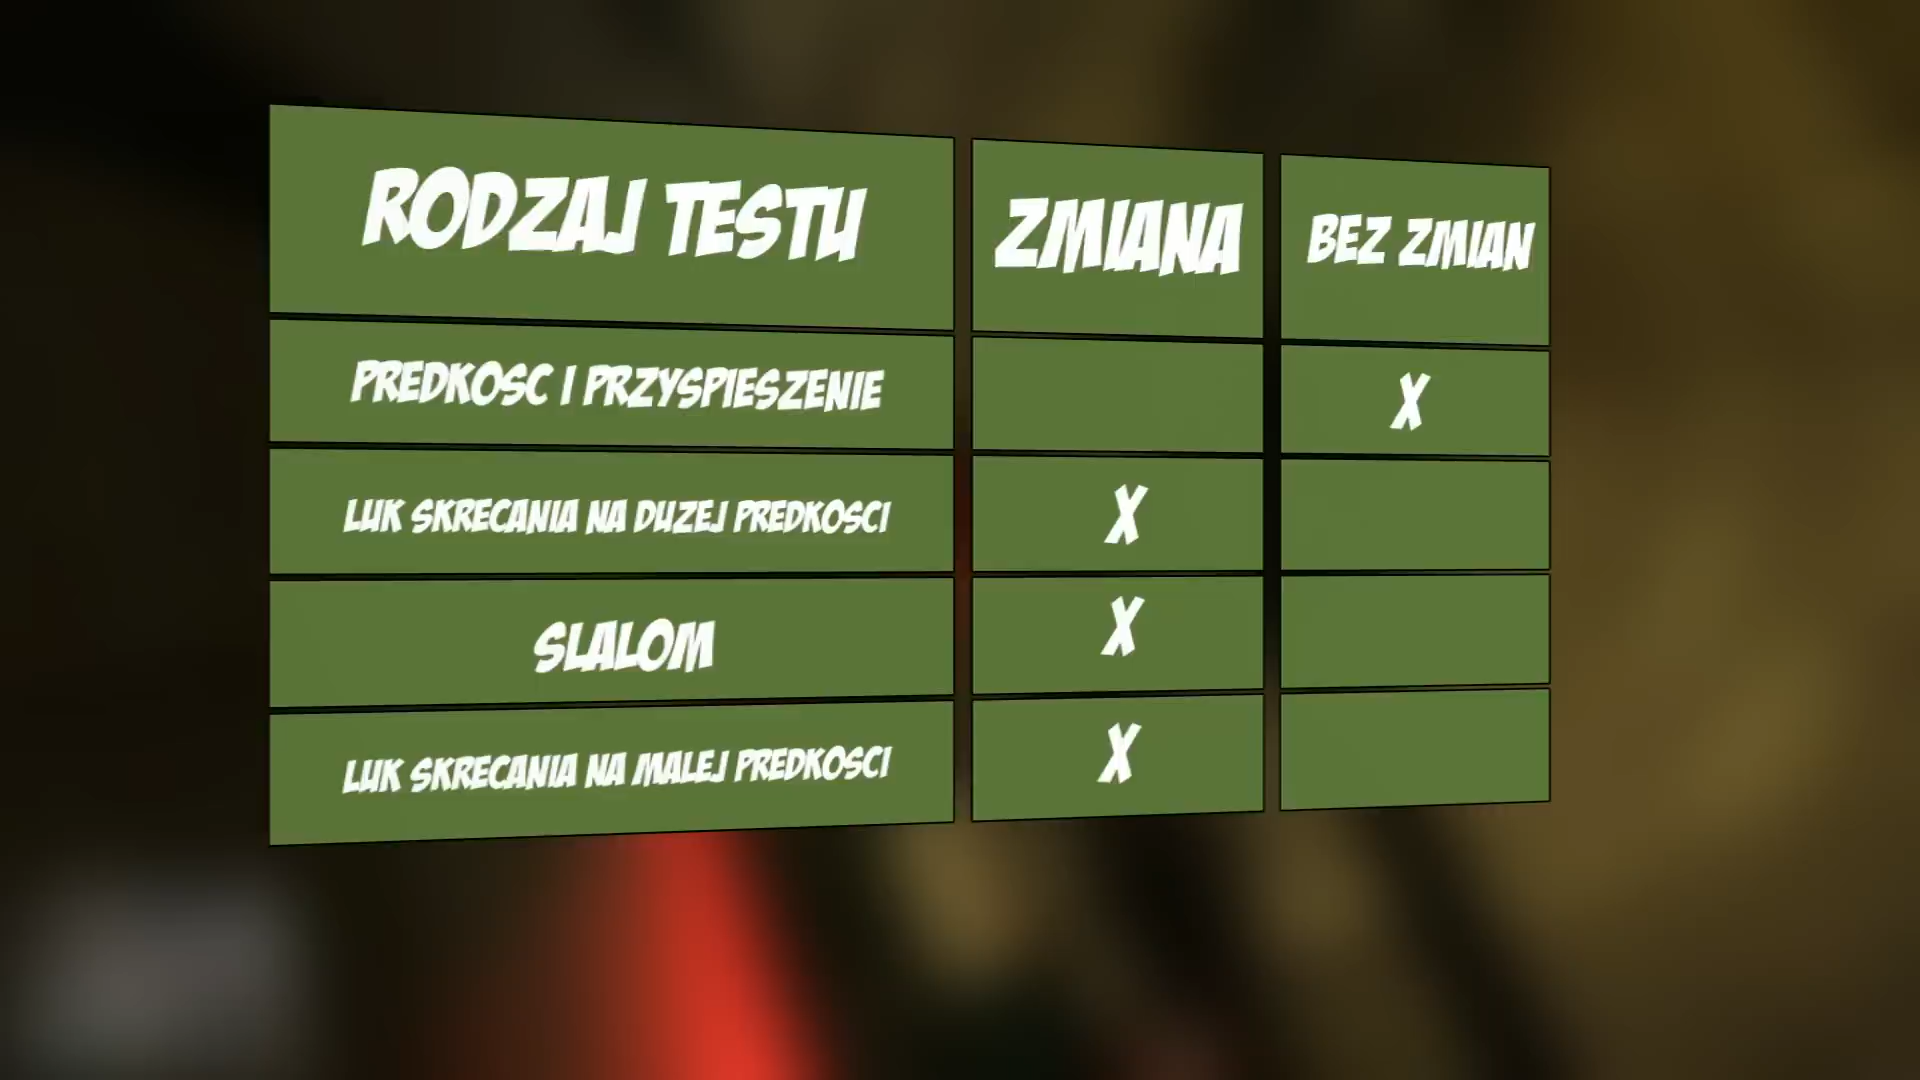 RODZAJ TESTU ZMIANA BEZ ZMIAN
PREDKOSC I PRZYSPIESZENIE X
LUK SKRECANIA NA DUZEJ PREDKOSCI X
SLALOM X
LUK SKRECANIA NA MALEJ PREDKOSCI X